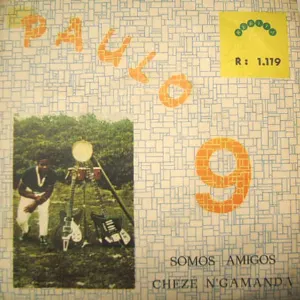 PAULO
9
R: 1.119
SOMOS AMIGOS
CHEZE N'GAMANDA